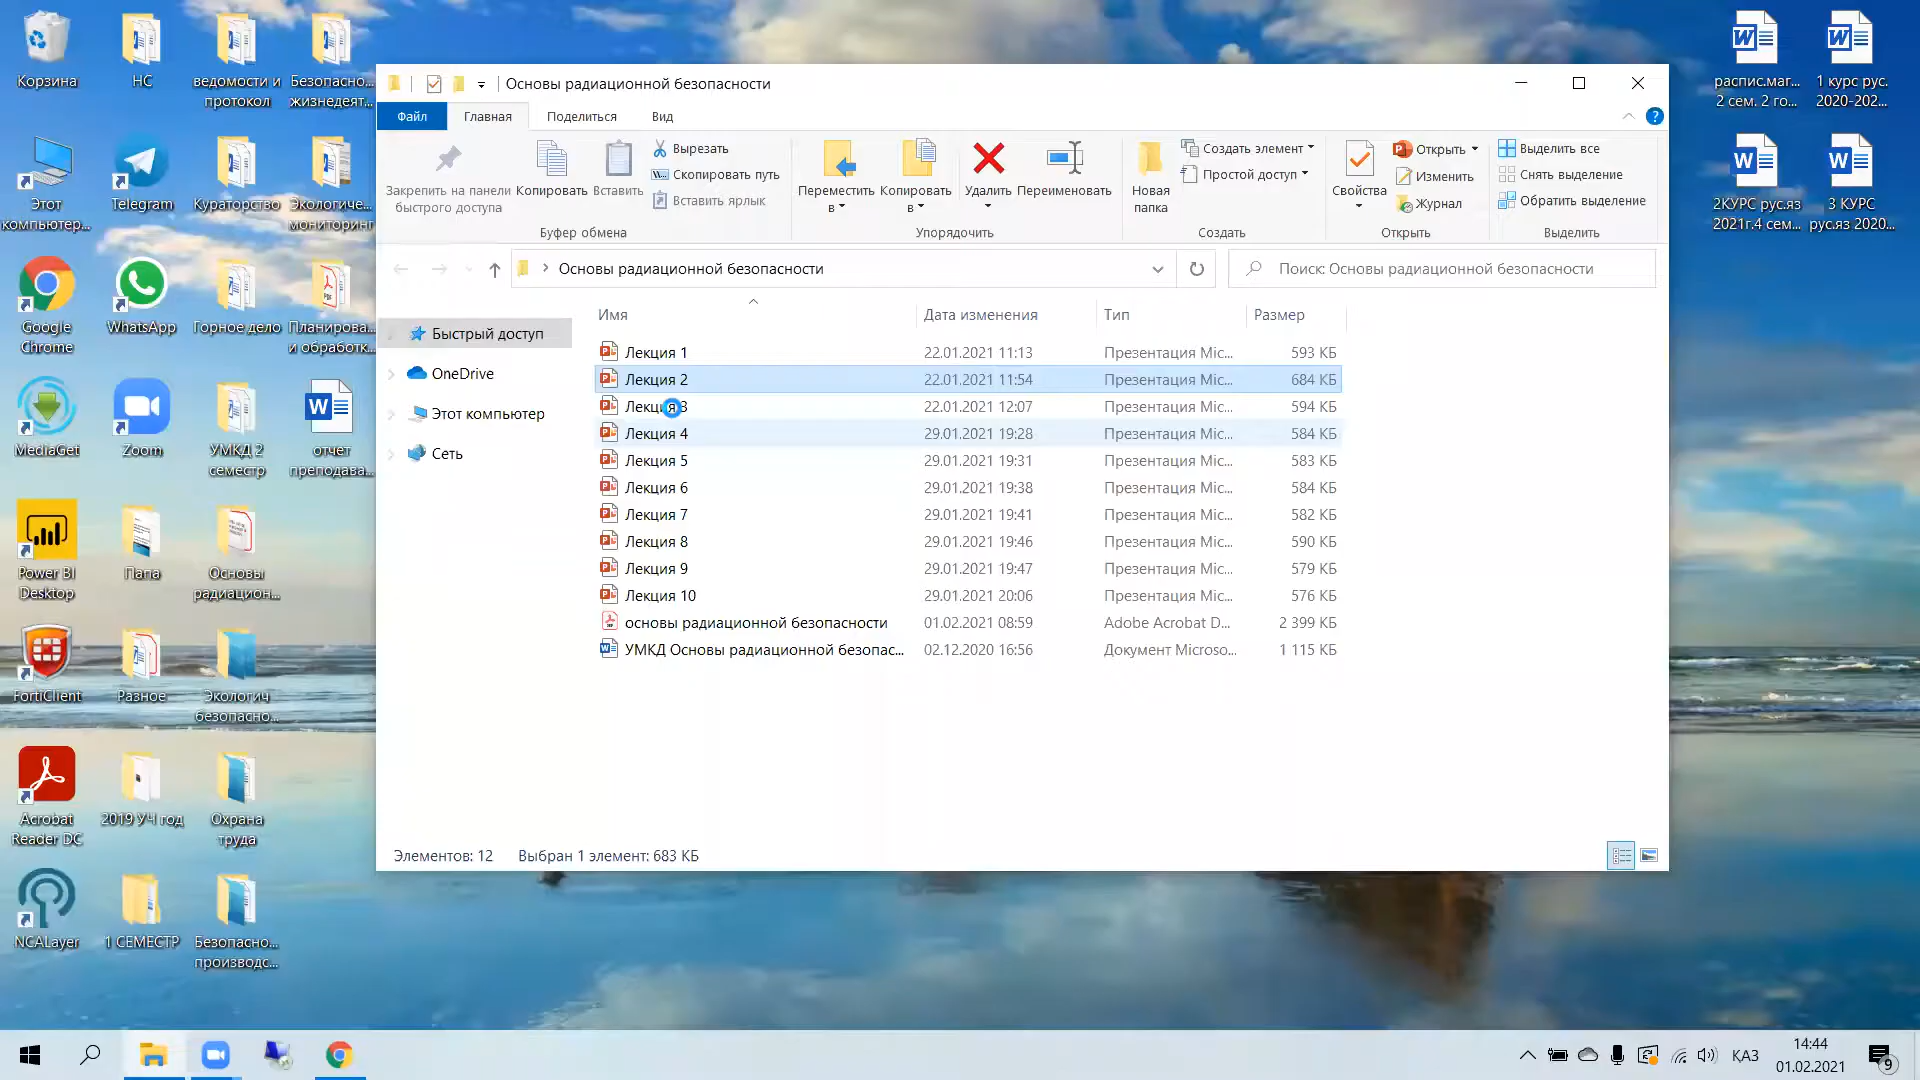 Корзина
НС
ведомости и
протокол
Безопасно...
жизнедеят...
распис.маг...
2 сем. 2 го...
1 курс рус.
2020-202...
Этот
компьютер...
Telegram
Кураторство
Экологиче...
мониторинг
2КУРС рус.яз
2021г.4 сем...
3 КУРС
рус.яз 2020...
Google
Chrome
WhatsApp
Горное дело
Планирова...
и обработк...
MediaGet
Zoom
УМКД 2
семестр
отчет
преподава...
Power BI
Desktop
Папа
Основы
радиацион...
FortiClient
Разное
Экологич
безопасно...
Acrobat
Reader DC
2019 УЧ год
Охрана
труда
NCALayer
1 СЕМЕСТР
Безопасно...
производс...
Основы радиационной безопасности
Файл
Главная
Поделиться
Вид
Закрепить на панели
быстрого доступа
Копировать
Вставить
Вырезать
Скопировать путь
Вставить ярлык
Буфер обмена
Переместить
в
Копировать
в
Удалить
Переименовать
Упорядочить
Новая
папка
Создать элемент
Простой доступ
Создать
Свойства
Открыть
Изменить
Журнал
Открыть
Выделить все
Снять выделение
Обратить выделение
Выделить
Основы радиационной безопасности
Поиск: Основы радиационной безопасности
Быстрый доступ
OneDrive
Этот компьютер
Сеть
Имя Дата изменения Тип Размер
Лекция 1 22.01.2021 11:13 Презентация Mic... 593 КБ
Лекция 2 22.01.2021 11:54 Презентация Mic... 684 КБ
Лекция 3 22.01.2021 12:07 Презентация Mic... 594 КБ
Лекция 4 29.01.2021 19:28 Презентация Mic... 584 КБ
Лекция 5 29.01.2021 19:31 Презентация Mic... 583 КБ
Лекция 6 29.01.2021 19:38 Презентация Mic... 584 КБ
Лекция 7 29.01.2021 19:41 Презентация Mic... 582 КБ
Лекция 8 29.01.2021 19:46 Презентация Mic... 590 КБ
Лекция 9 29.01.2021 19:47 Презентация Mic... 579 КБ
Лекция 10 29.01.2021 20:06 Презентация Mic... 576 КБ
основы радиационной безопасности 01.02.2021 08:59 Adobe Acrobat D... 2 399 КБ
УМКД Основы радиационной безопас... 02.12.2020 16:56 Документ Microso... 1 115 КБ
Элементов: 12 Выбран 1 элемент: 683 КБ
ҚАЗ
14:44
01.02.2021
9